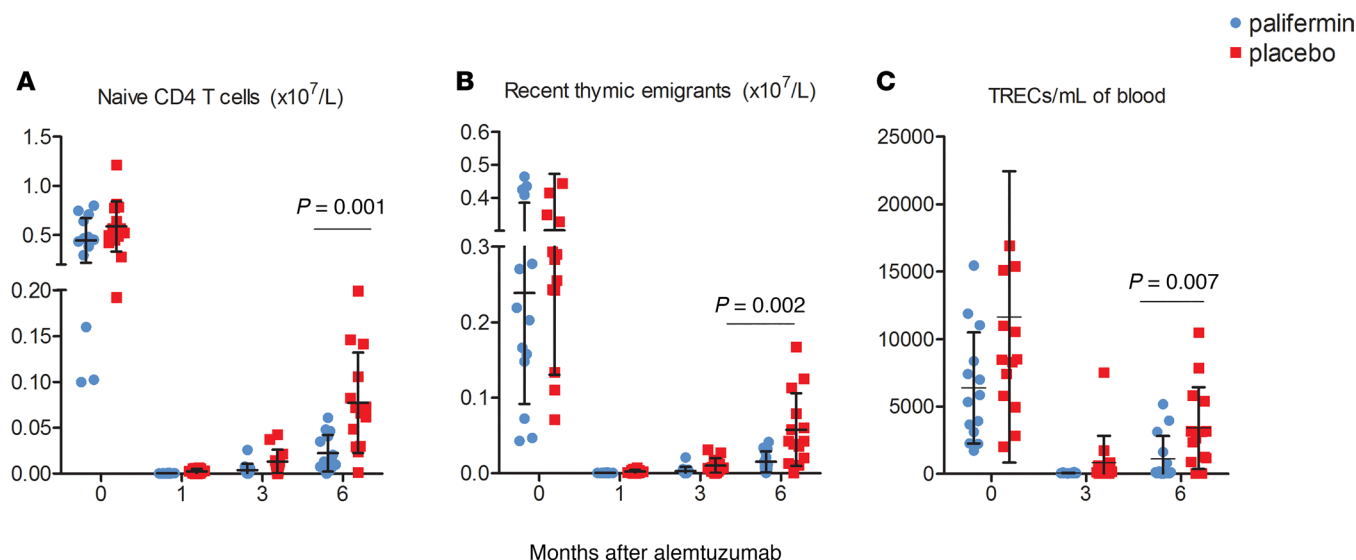 palifermin
placebo
A
Naive CD4 T cells (x10⁷/L)
1.5
1.0
0.5
0.20
0.15
0.10
0.05
0.00
P = 0.001
0 1 3 6
B
Recent thymic emigrants (x10⁷/L)
0.6
0.5
0.4
0.3
0.2
0.1
0.0
P = 0.002
0 1 3 6
C
TRECs/mL of blood
25000
20000
15000
10000
5000
0
P = 0.007
0 3 6
Months after alemtuzumab